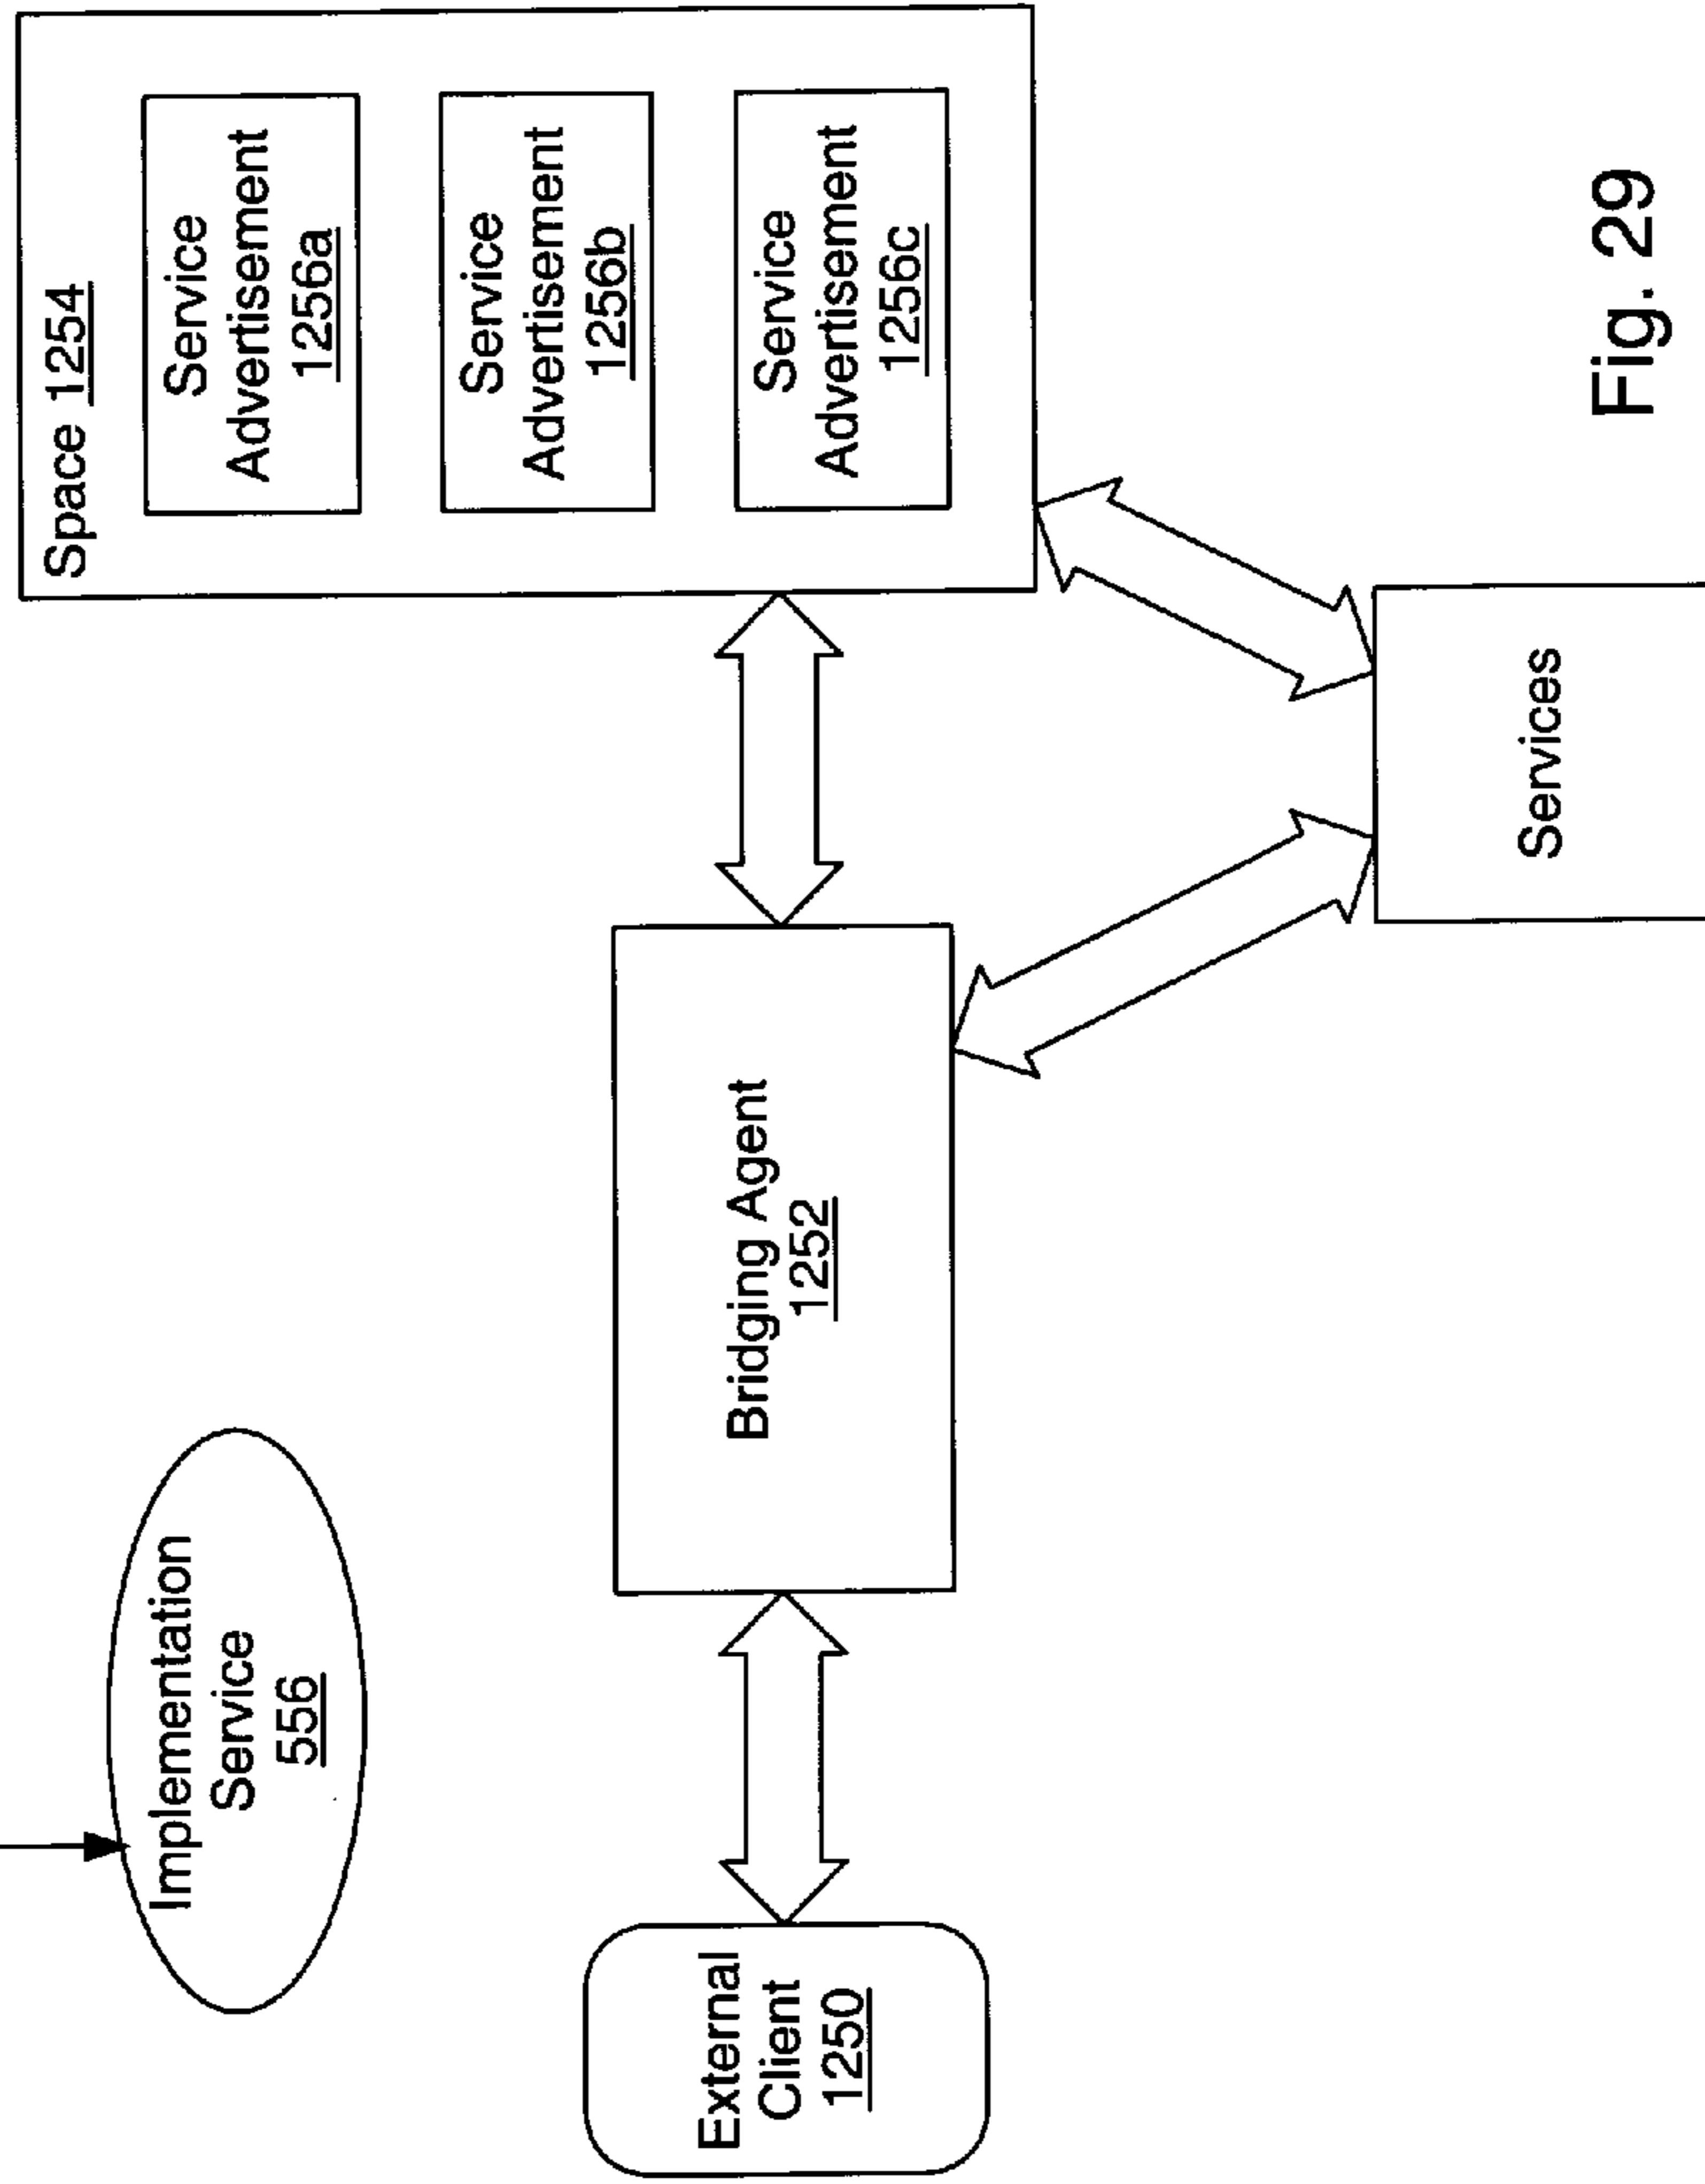 Implementation
Service
556
Space 1254
Service
Advertisement
1256a
Service
Advertisement
1256b
Service
Advertisement
1256c
External
Client
1250
Bridging Agent
1252
Services
Fig. 29